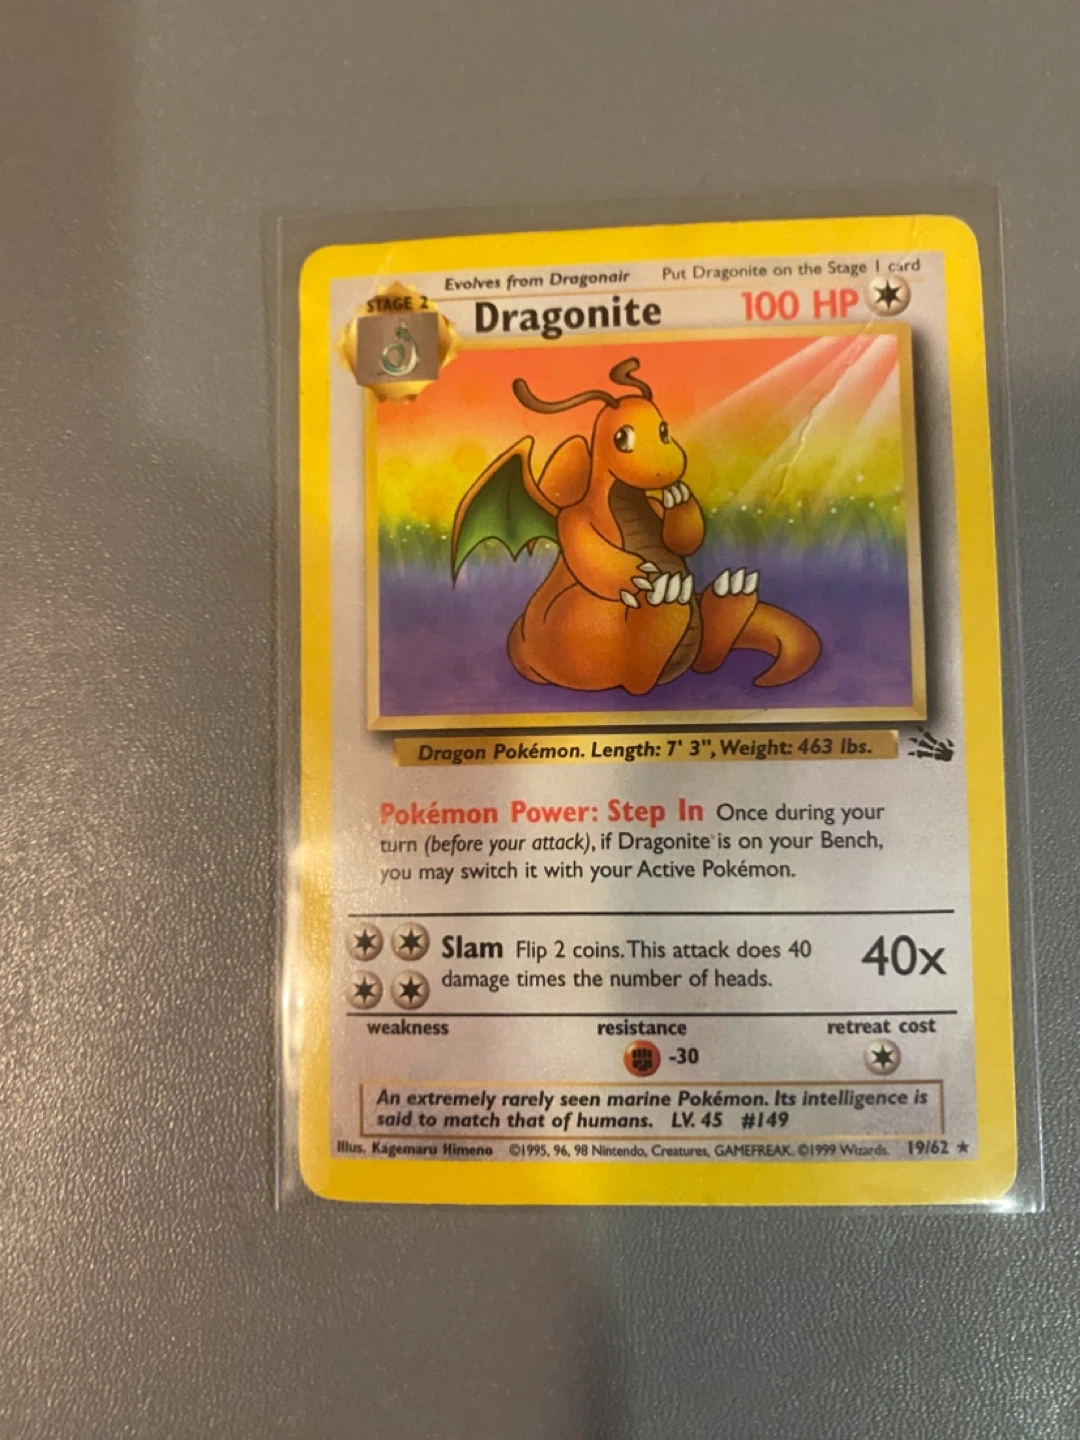 Evolves from Dragonair Put Dragonite on the Stage 1 card
STAGE 2
Dragonite 100 HP
Dragon Pokémon. Length: 7' 3", Weight: 463 lbs.
Pokémon Power: Step In Once during your
turn (before your attack), if Dragonite is on your Bench,
you may switch it with your Active Pokémon.
Slam Flip 2 coins. This attack does 40
damage times the number of heads.
40x
weakness resistance retreat cost
-30
An extremely rarely seen marine Pokémon. Its intelligence is
said to match that of humans. LV. 45 #149
Illus. Kagemaru Himeno ©1995, 96, 98 Nintendo, Creatures, GAMEFREAK. ©1999 Wizards. 19/62 ★